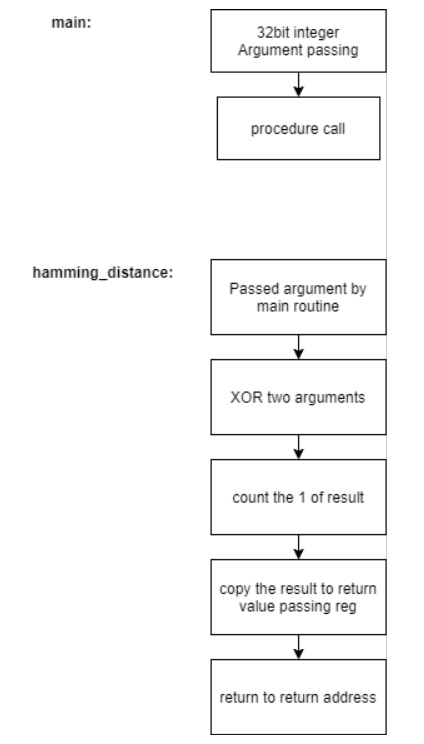 main:
32bit integer
Argument passing
procedure call
hamming_distance:
Passed argument by
main routine
XOR two arguments
count the 1 of result
copy the result to return
value passing reg
return to return address